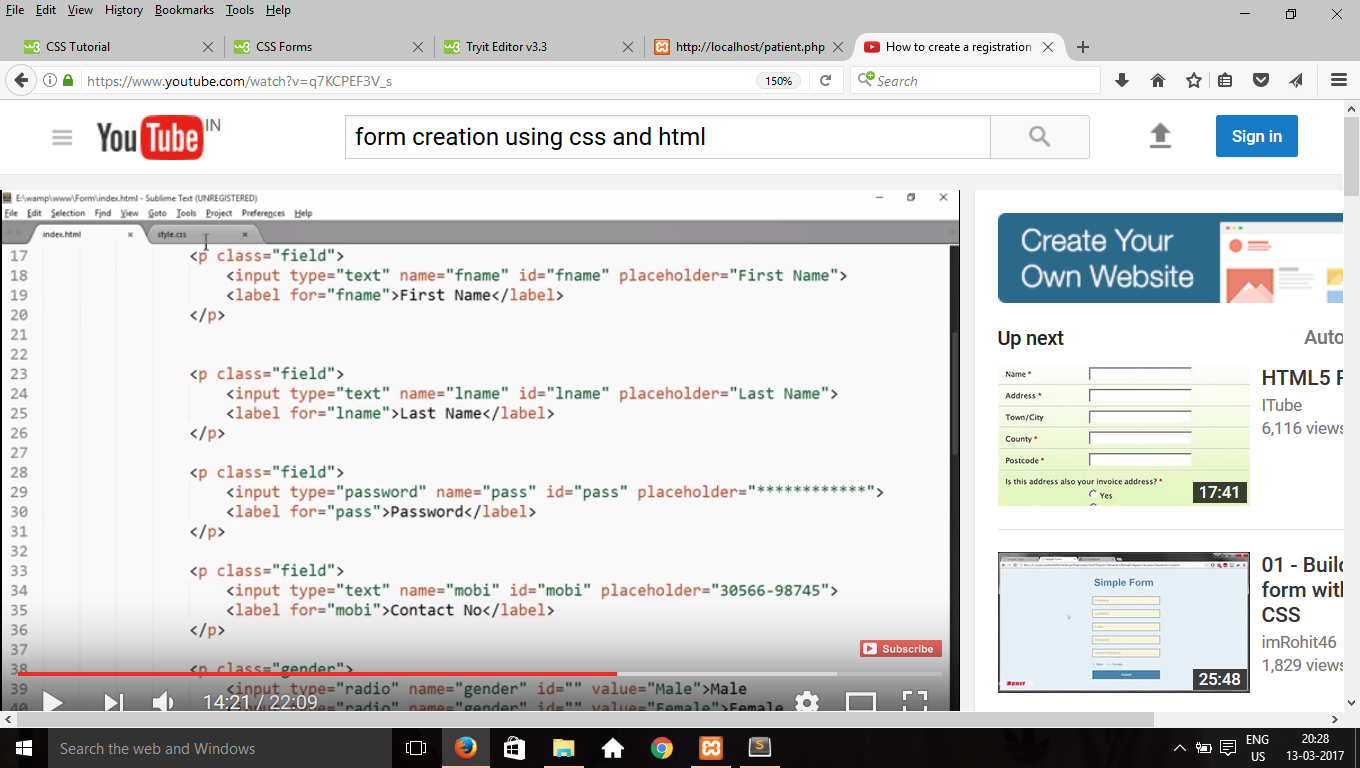 File Edit View History Bookmarks Tools Help
CSS Tutorial
CSS Forms
Tryit Editor v3.3
http://localhost/patient.php
How to create a registration
https://www.youtube.com/watch?v=q7KCPEF3V_s
150%
Search
YouTube IN
form creation using css and html
Sign in
E:\wamp\www\Form\index.html - Sublime Text (UNREGISTERED)
File Edit Selection Find View Goto Tools Project Preferences Help
index.html
style.css
17 <p class="field">
18 <input type="text" name="fname" id="fname" placeholder="First Name">
19 <label for="fname">First Name</label>
20 </p>
21
22
23 <p class="field">
24 <input type="text" name="lname" id="lname" placeholder="Last Name">
25 <label for="lname">Last Name</label>
26 </p>
27
28 <p class="field">
29 <input type="password" name="pass" id="pass" placeholder="************">
30 <label for="pass">Password</label>
31 </p>
32
33 <p class="field">
34 <input type="text" name="mobi" id="mobi" placeholder="30566-98745">
35 <label for="mobi">Contact No</label>
36 </p>
37
38 <p class="gender">
39 <input type="radio" name="gender" id="" value="Male">Male
40 <input type="radio" name="gender" id="" value="Female">Female
Subscribe
14:21 / 22:09
Create Your
Own Website
Up next
Auto
Name *
Address *
Town/City
County *
Postcode *
Is this address also your invoice address? *
Yes
17:41
HTML5
ITube
6,116 views
Simple Form
25:48
01 - Build
form with
CSS
imRohit46
1,829 views
Search the web and Windows
ENG
US
20:28
13-03-2017